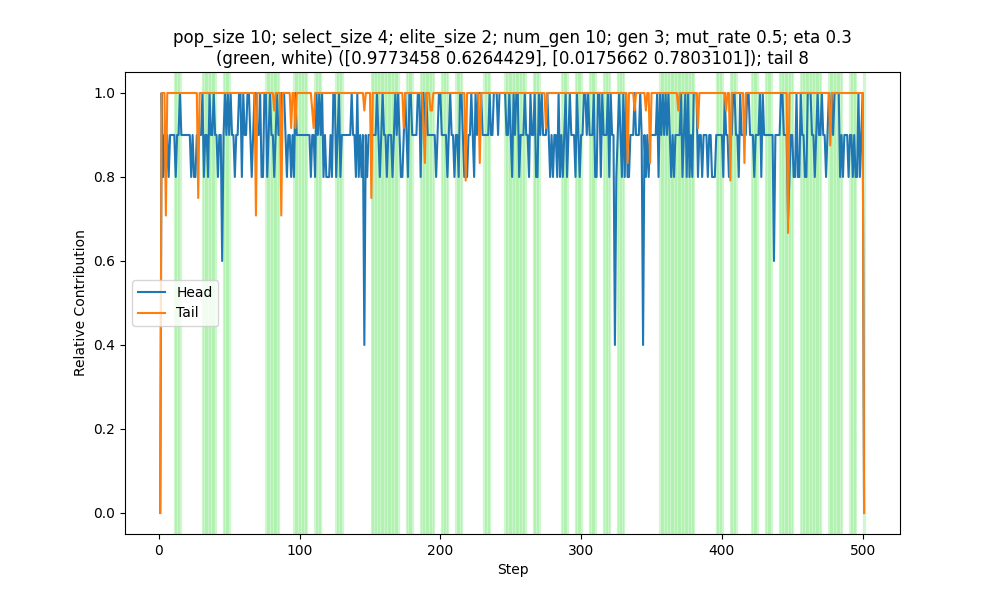 pop_size 10; select_size 4; elite_size 2; num_gen 10; gen 3; mut_rate 0.5; eta 0.3
(green, white) ([0.9773458 0.6264429], [0.0175662 0.7803101]); tail 8
1.0
0.8
0.6
0.4
0.2
0.0
Relative Contribution
Head
Tail
0
100
200
300
400
500
Step